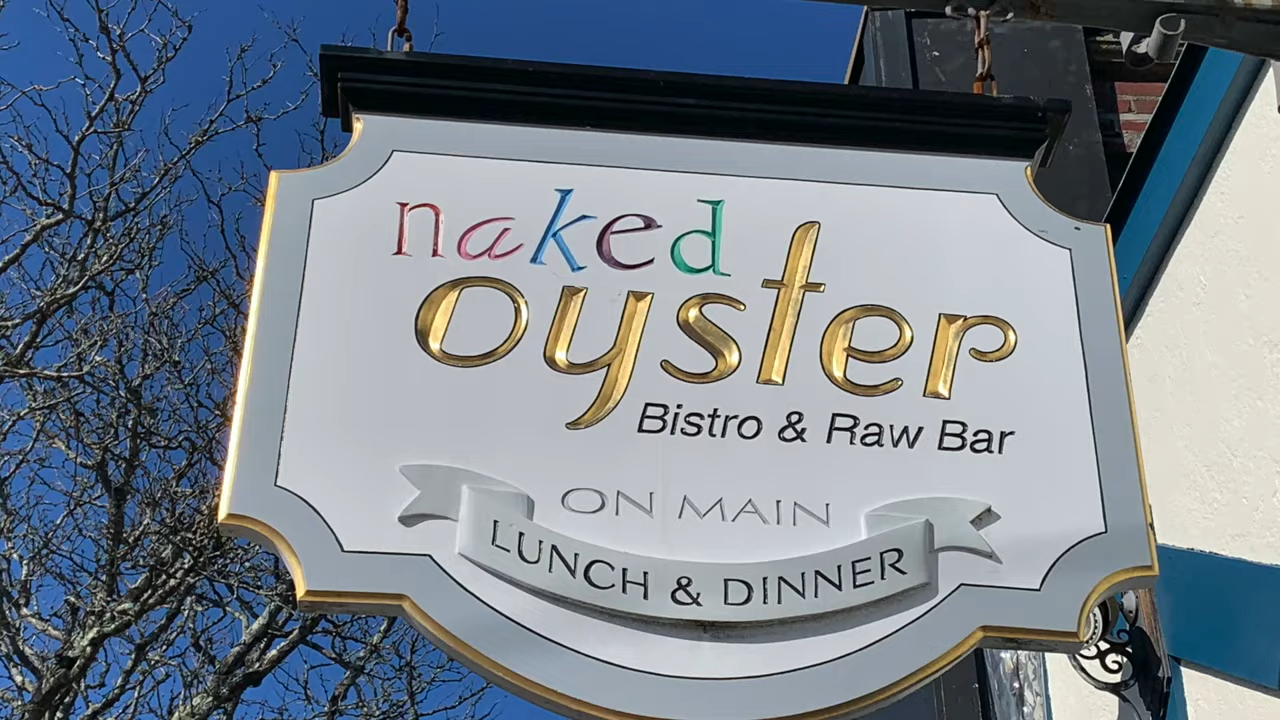 naked
oyster
Bistro & Raw Bar
ON MAIN
LUNCH & DINNER